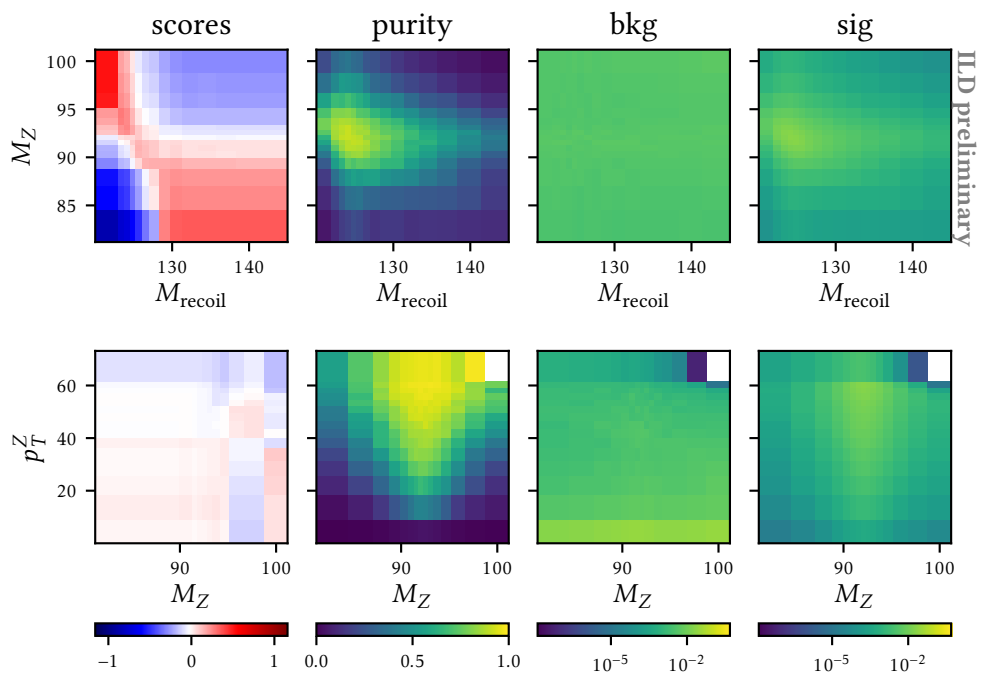 scores purity bkg sig
100
95
90
85
M_Z
130 140 130 140 130 140 130 140
M_recoil M_recoil M_recoil M_recoil
ILD preliminary
60
40
20
p_T^Z
90 100 90 100 90 100 90 100
M_Z M_Z M_Z M_Z
−1 0 1 0.0 0.5 1.0 10^−5 10^−2 10^−5 10^−2